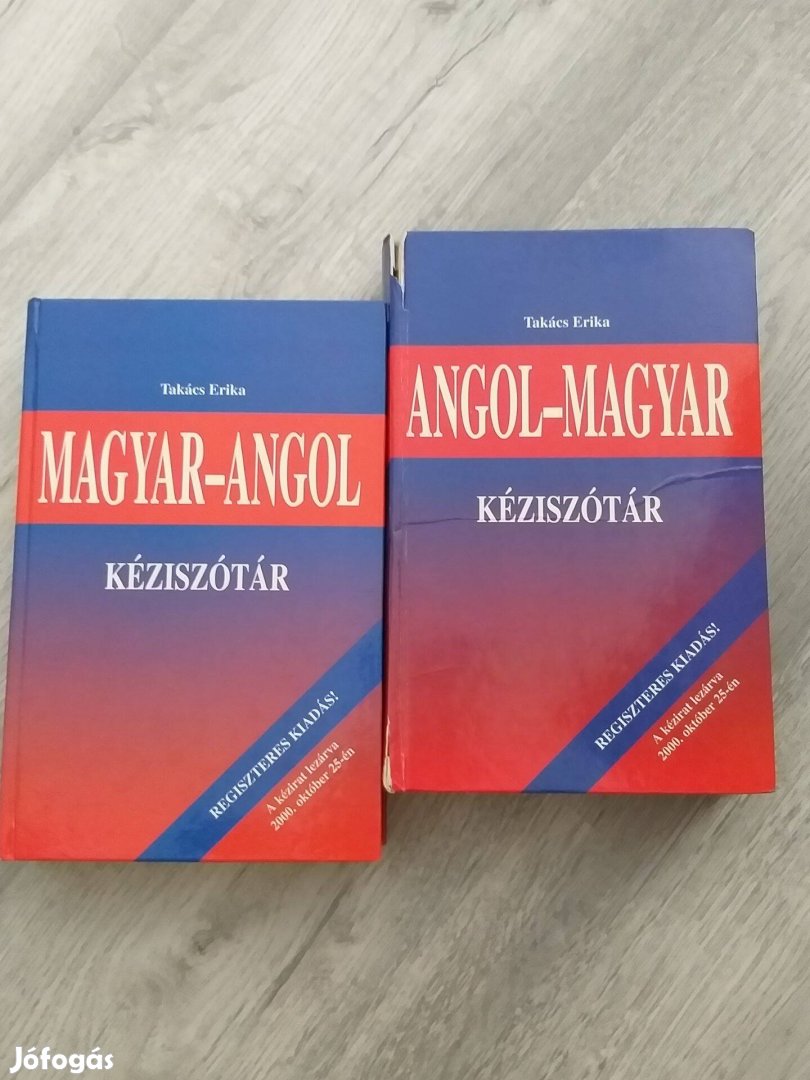 Takács Erika
MAGYAR-ANGOL
KÉZISZÓTÁR
REGISZTERES KIADÁS!
A kézirat lezárva
2000. október 25-én
Takács Erika
ANGOL-MAGYAR
KÉZISZÓTÁR
REGISZTERES KIADÁS!
A kézirat lezárva
2000. október 25-én
Jófogás